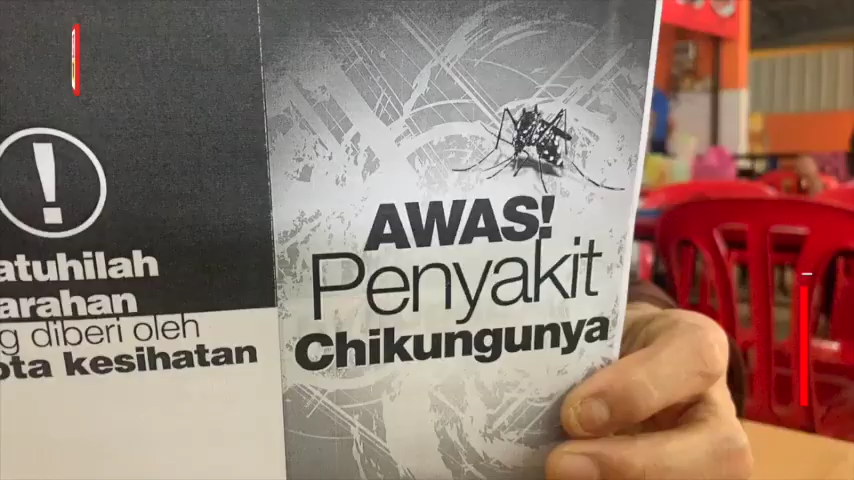 atuhilah
arahan
g diberi oleh
ota kesihatan
AWAS!
Penyakit
Chikungunya